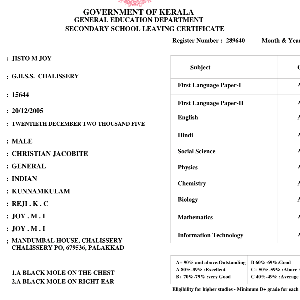 GOVERNMENT OF KERALA
GENERAL EDUCATION DEPARTMENT
SECONDARY SCHOOL LEAVING CERTIFICATE
Register Number : 289640 Month & Year
: JISTO M JOY
: G.H.S.S. CHALISSERY
: 15644
: 20/12/2005
: TWENTIETH DECEMBER TWO THOUSAND FIVE
: MALE
: CHRISTIAN JACOBITE
: GENERAL
: INDIAN
: KUNNAMKULAM
: REJI . K . C
: JOY . M . I
: JOY . M . I
: MANDUMBAL HOUSE, CHALISSERY
CHALISSERY PO, 679536, PALAKKAD
1.A BLACK MOLE ON THE CHEST
2.A BLACK MOLE ON RIGHT EAR
Subject
First Language Paper-I
First Language Paper-II
English
Hindi
Social Science
Physics
Chemistry
Biology
Mathematics
Information Technology
Eligibility for higher studies - Minimum D+ grade for each